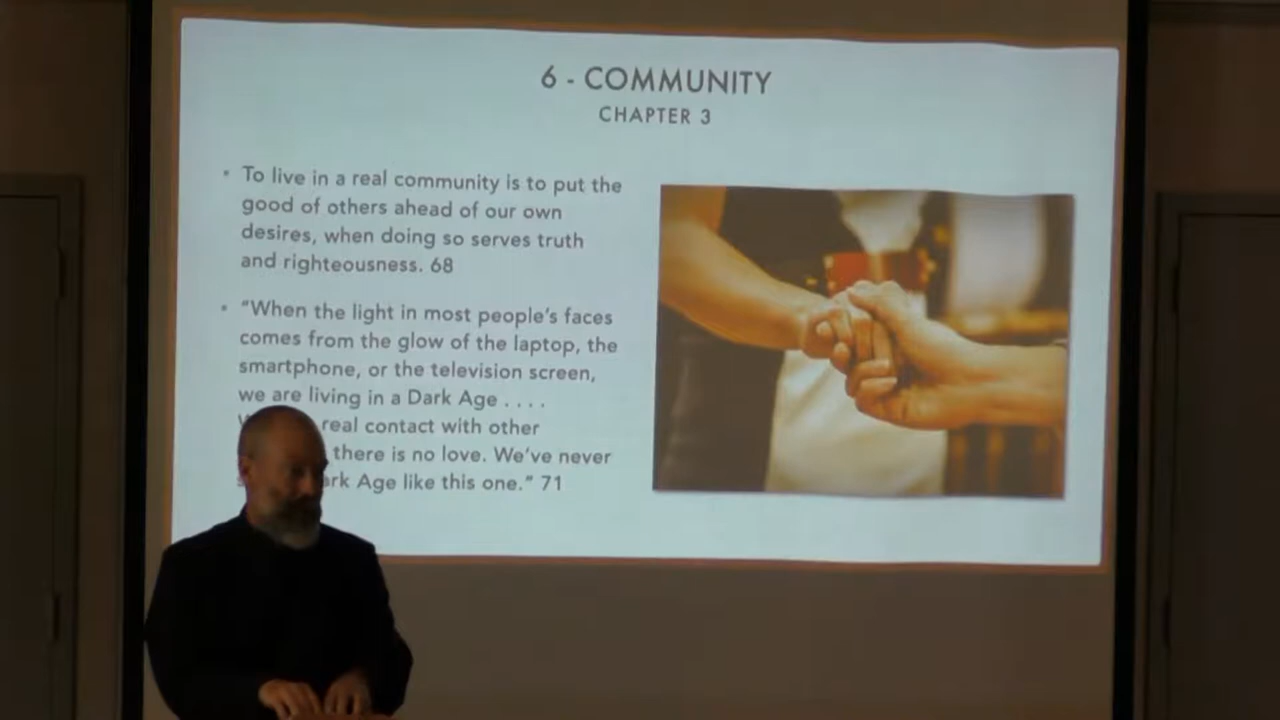 6 - COMMUNITY
CHAPTER 3
• To live in a real community is to put the
good of others ahead of our own
desires, when doing so serves truth
and righteousness. 68
• "When the light in most people's faces
comes from the glow of the laptop, the
smartphone, or the television screen,
we are living in a Dark Age . . . .
real contact with other
there is no love. We've never
Age like this one." 71